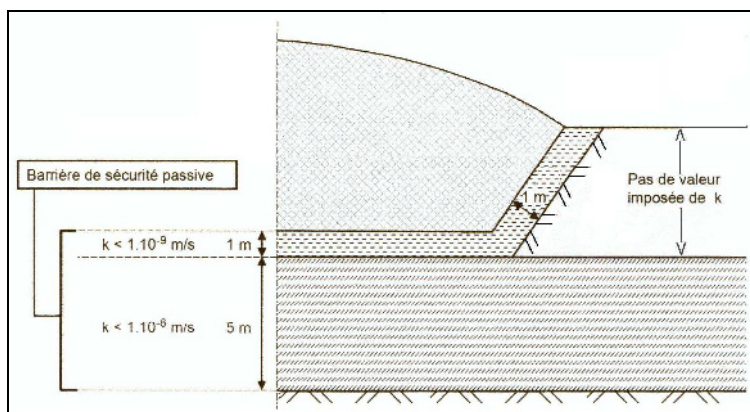 Barrière de sécurité passive
k < 1.10-9 m/s 1 m
k < 1.10-6 m/s 5 m
1 m
Pas de valeur
imposée de k